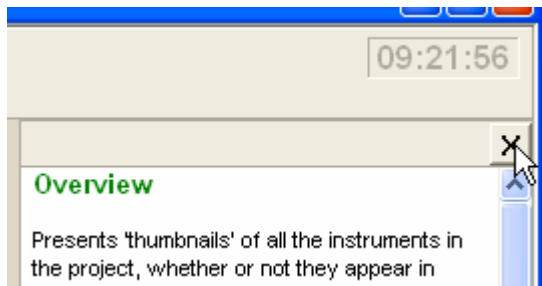 09:21:56
Overview
Presents 'thumbnails' of all the instruments in
the project, whether or not they appear in